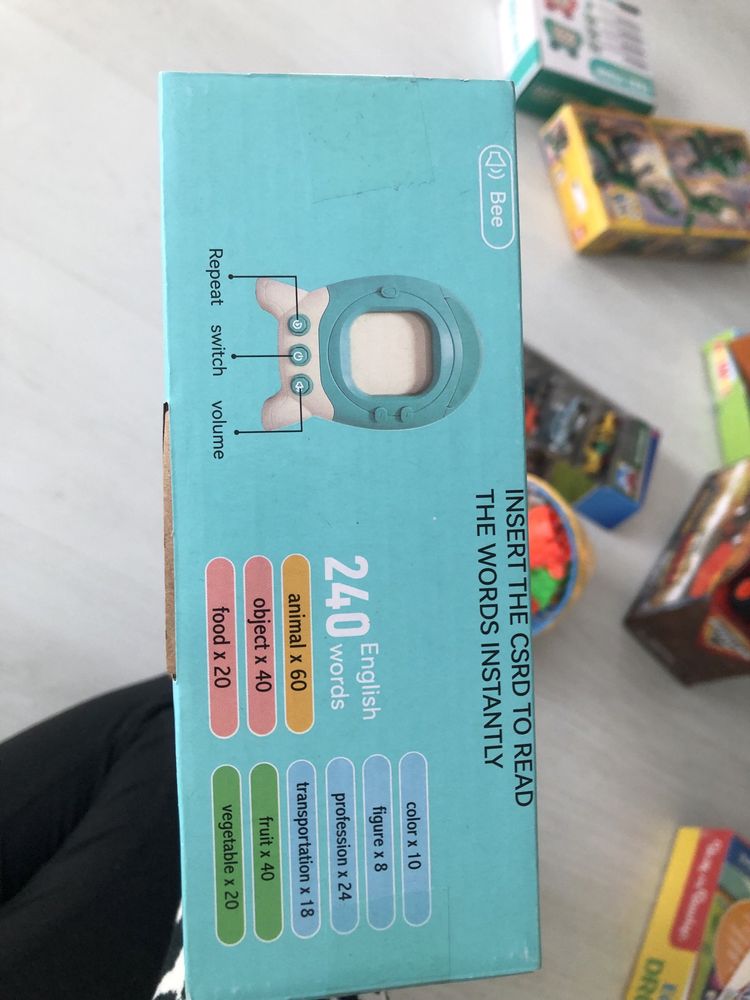 Bee
INSERT THE CSRD TO READ
THE WORDS INSTANTLY
Repeat
switch
volume
240 English
words
animal x 60
object x 40
food x 20
color x 10
figure x 8
profession x 24
transportation x 18
fruit x 40
vegetable x 20